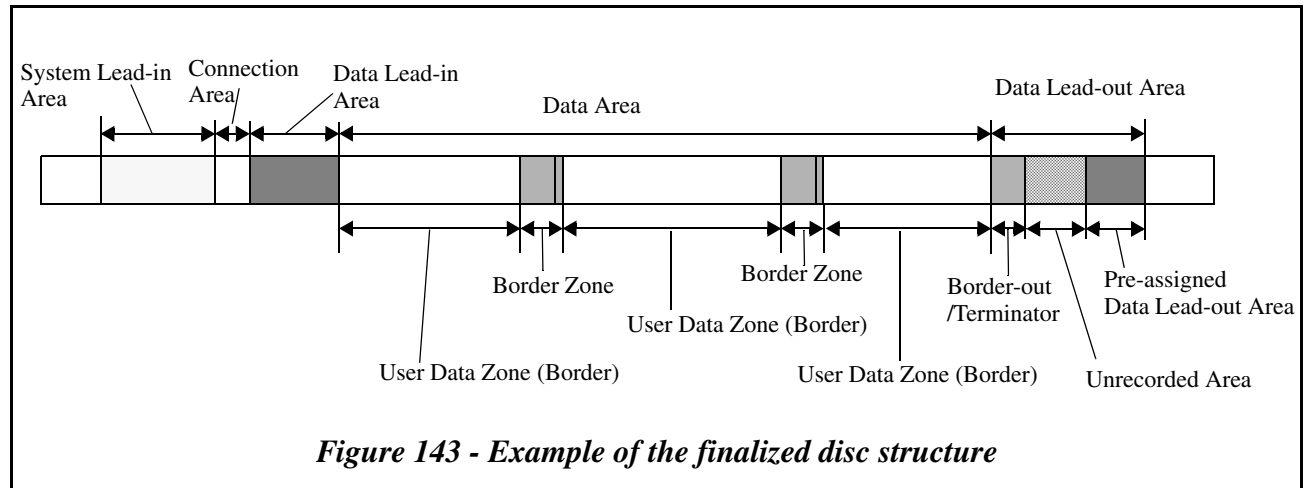 System Lead-in
Area
Connection
Area
Data Lead-in
Area
Data Area
Data Lead-out Area
Border Zone
Border Zone
Border-out
/Terminator
Pre-assigned
Data Lead-out Area
User Data Zone (Border)
User Data Zone (Border)
User Data Zone (Border)
Unrecorded Area
Figure 143 - Example of the finalized disc structure